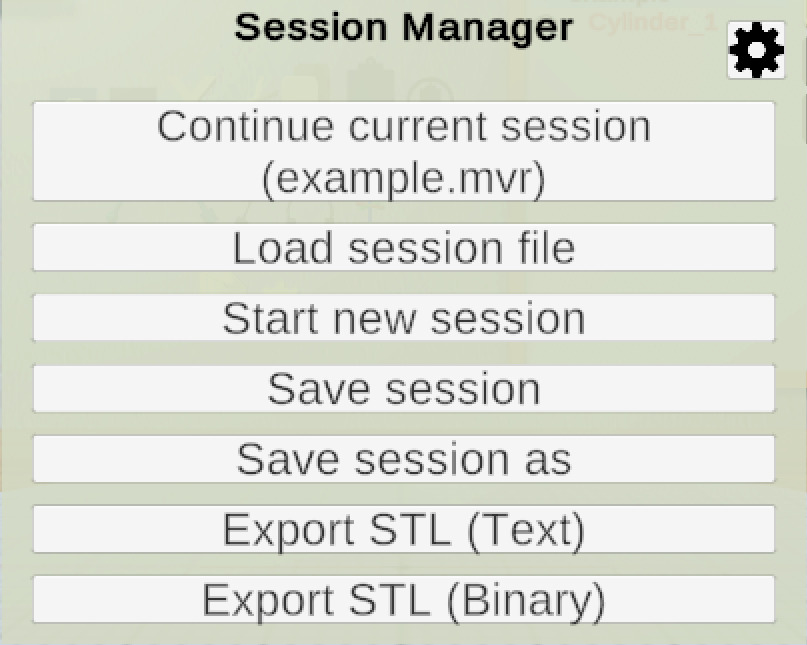 Cylinder_1
Session Manager
Continue current session
(example.mvr)
Load session file
Start new session
Save session
Save session as
Export STL (Text)
Export STL (Binary)